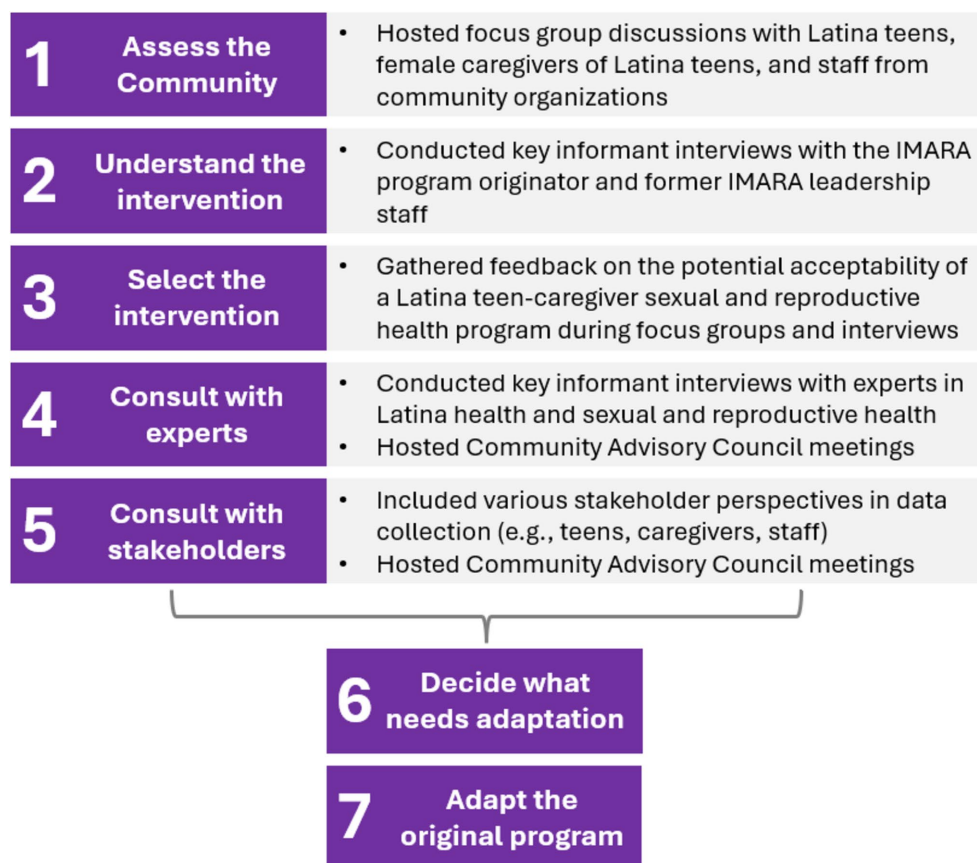 1
Assess the
Community
• Hosted focus group discussions with Latina teens,
female caregivers of Latina teens, and staff from
community organizations
2
Understand the
intervention
• Conducted key informant interviews with the IMARA
program originator and former IMARA leadership
staff
3
Select the
intervention
• Gathered feedback on the potential acceptability of
a Latina teen-caregiver sexual and reproductive
health program during focus groups and interviews
4
Consult with
experts
• Conducted key informant interviews with experts in
Latina health and sexual and reproductive health
• Hosted Community Advisory Council meetings
5
Consult with
stakeholders
• Included various stakeholder perspectives in data
collection (e.g., teens, caregivers, staff)
• Hosted Community Advisory Council meetings
6
Decide what
needs adaptation
7
Adapt the
original program